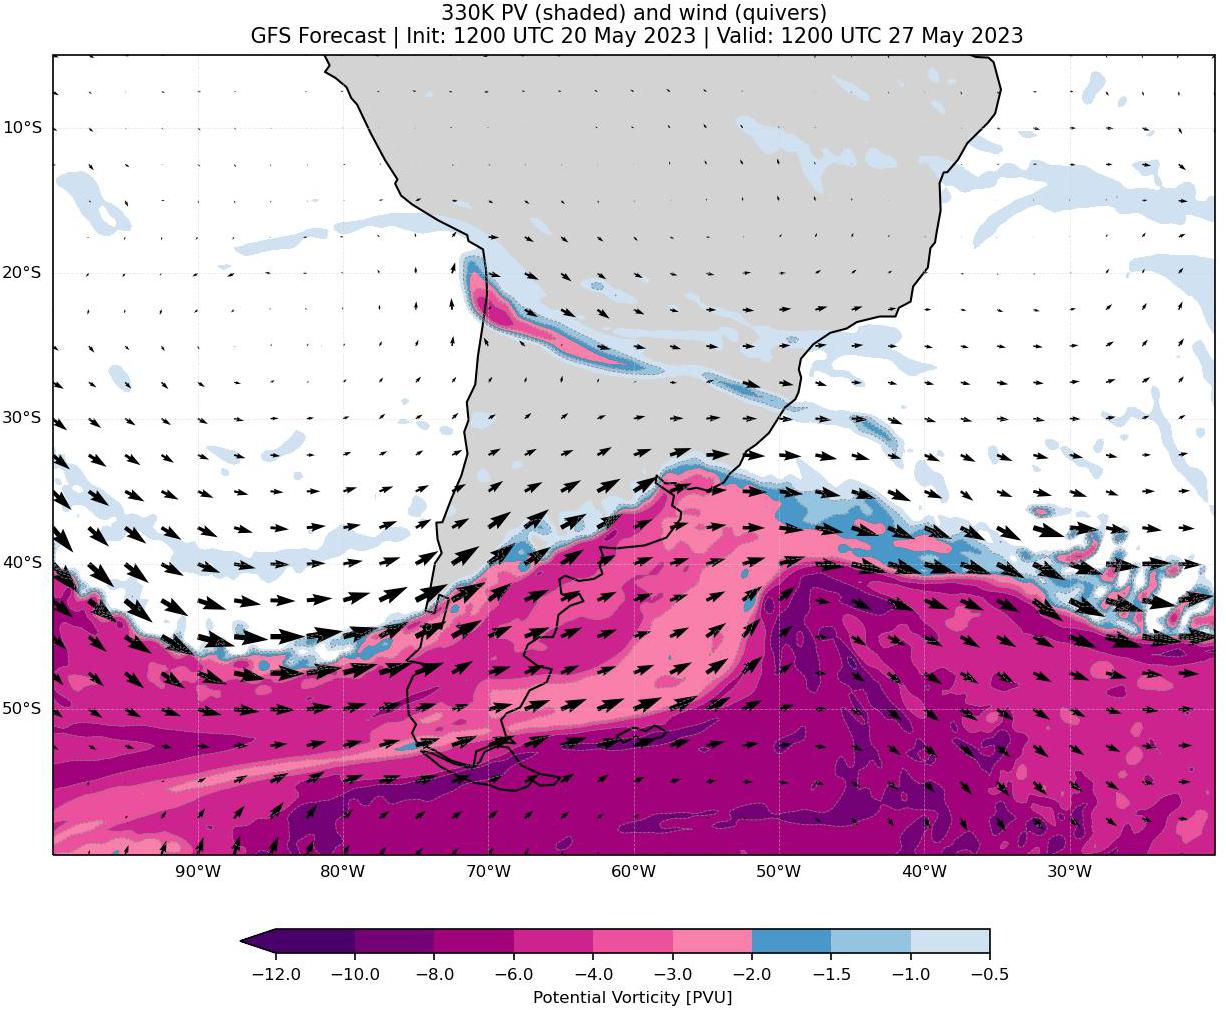 330K PV (shaded) and wind (quivers)
GFS Forecast | Init: 1200 UTC 20 May 2023 | Valid: 1200 UTC 27 May 2023
10°S
20°S
30°S
40°S
50°S
90°W 80°W 70°W 60°W 50°W 40°W 30°W
−12.0 −10.0 −8.0 −6.0 −4.0 −3.0 −2.0 −1.5 −1.0 −0.5
Potential Vorticity [PVU]